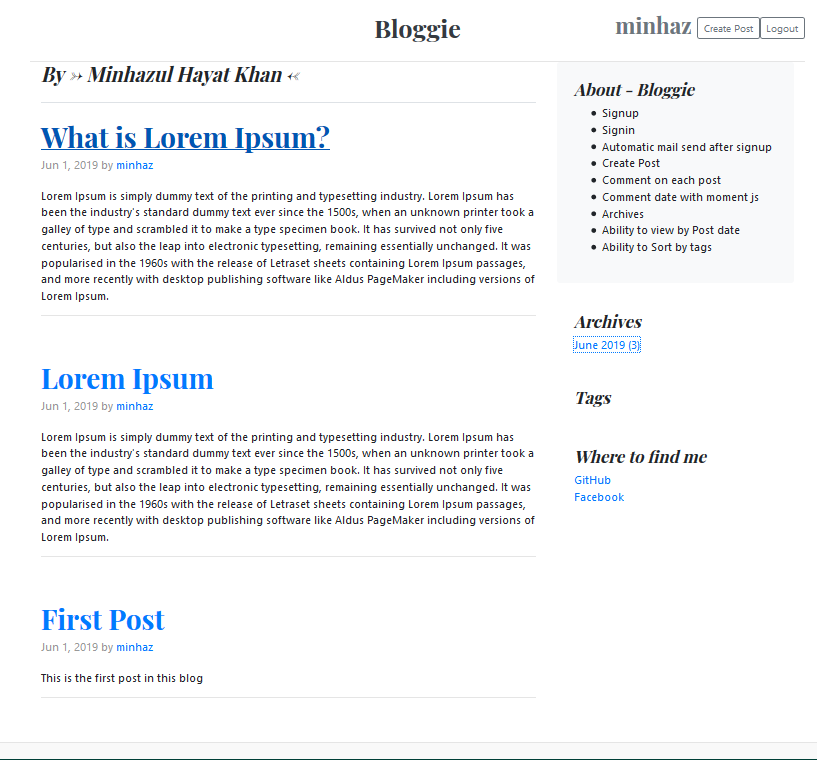 Bloggie
minhaz Create Post Logout
By ➳ Minhazul Hayat Khan ➳
What is Lorem Ipsum?
Jun 1, 2019 by minhaz
Lorem Ipsum is simply dummy text of the printing and typesetting industry. Lorem Ipsum has
been the industry's standard dummy text ever since the 1500s, when an unknown printer took a
galley of type and scrambled it to make a type specimen book. It has survived not only five
centuries, but also the leap into electronic typesetting, remaining essentially unchanged. It was
popularised in the 1960s with the release of Letraset sheets containing Lorem Ipsum passages,
and more recently with desktop publishing software like Aldus PageMaker including versions of
Lorem Ipsum.
Lorem Ipsum
Jun 1, 2019 by minhaz
Lorem Ipsum is simply dummy text of the printing and typesetting industry. Lorem Ipsum has
been the industry's standard dummy text ever since the 1500s, when an unknown printer took a
galley of type and scrambled it to make a type specimen book. It has survived not only five
centuries, but also the leap into electronic typesetting, remaining essentially unchanged. It was
popularised in the 1960s with the release of Letraset sheets containing Lorem Ipsum passages,
and more recently with desktop publishing software like Aldus PageMaker including versions of
Lorem Ipsum.
First Post
Jun 1, 2019 by minhaz
This is the first post in this blog
About - Bloggie
• Signup
• Signin
• Automatic mail send after signup
• Create Post
• Comment on each post
• Comment date with moment js
• Archives
• Ability to view by Post date
• Ability to Sort by tags
Archives
June 2019 (3)
Tags
Where to find me
GitHub
Facebook